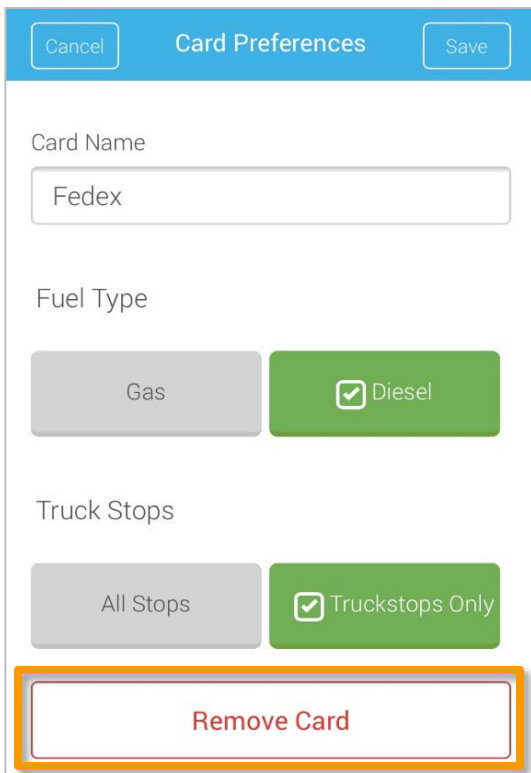 Cancel Card Preferences Save
Card Name
Fedex
Fuel Type
Gas Diesel
Truck Stops
All Stops Truckstops Only
Remove Card